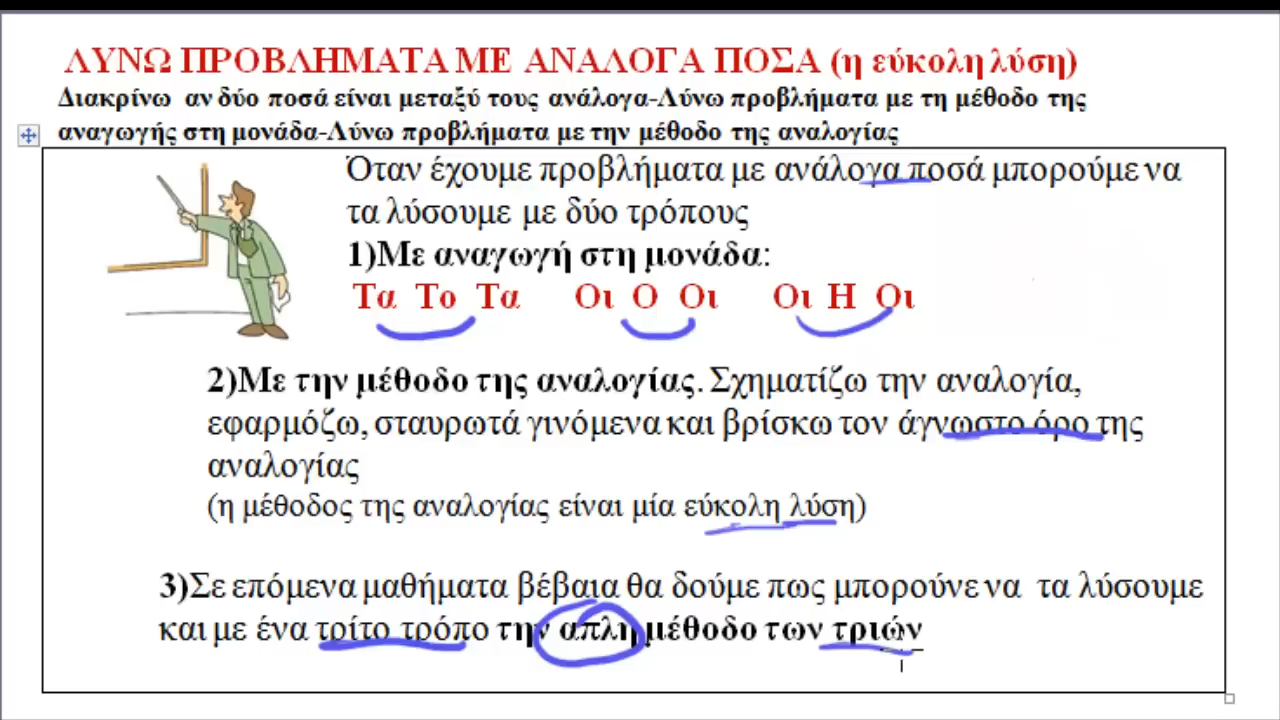 ΛΥΝΩ ΠΡΟΒΛΗΜΑΤΑ ΜΕ ΑΝΑΛΟΓΑ ΠΟΣΑ (η εύκολη λύση)
Διακρίνω αν δύο ποσά είναι μεταξύ τους ανάλογα-Λύνω προβλήματα με τη μέθοδο της
αναγωγής στη μονάδα-Λύνω προβλήματα με την μέθοδο της αναλογίας
Όταν έχουμε προβλήματα με ανάλογα ποσά μπορούμε να
τα λύσουμε με δύο τρόπους
1)Με αναγωγή στη μονάδα:
Τα Το Τα Οι Ο Οι Οι Η Οι
2)Με την μέθοδο της αναλογίας. Σχηματίζω την αναλογία,
εφαρμόζω, σταυρωτά γινόμενα και βρίσκω τον άγνωστο όρο της
αναλογίας
(η μέθοδος της αναλογίας είναι μία εύκολη λύση)
3)Σε επόμενα μαθήματα βέβαια θα δούμε πως μπορούνε να τα λύσουμε
και με ένα τρίτο τρόπο την απλή μέθοδο των τριών